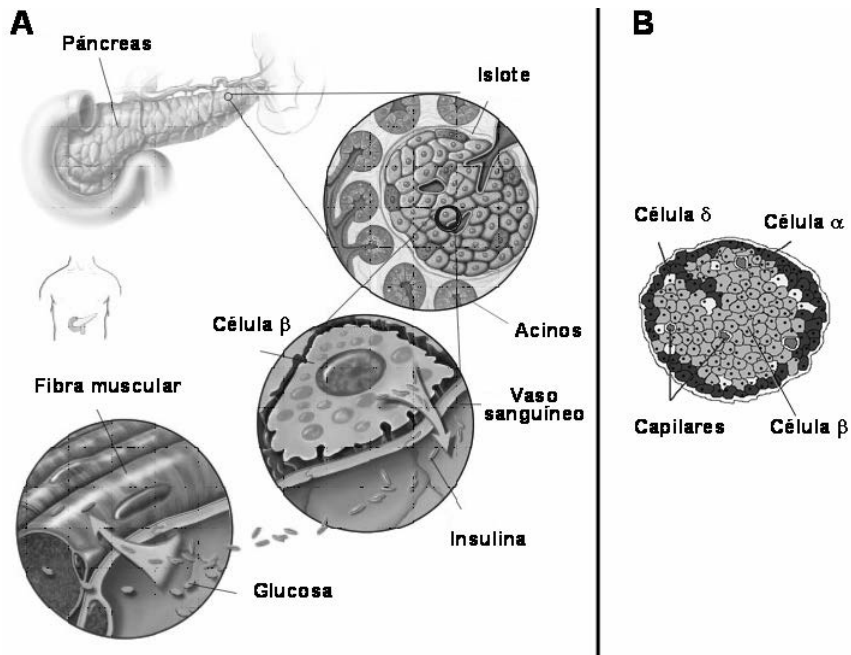 A
Páncreas
Islote
Acinos
Célula β
Vaso
sanguíneo
Fibra muscular
Insulina
Glucosa
B
Célula δ
Célula α
Capilares
Célula β